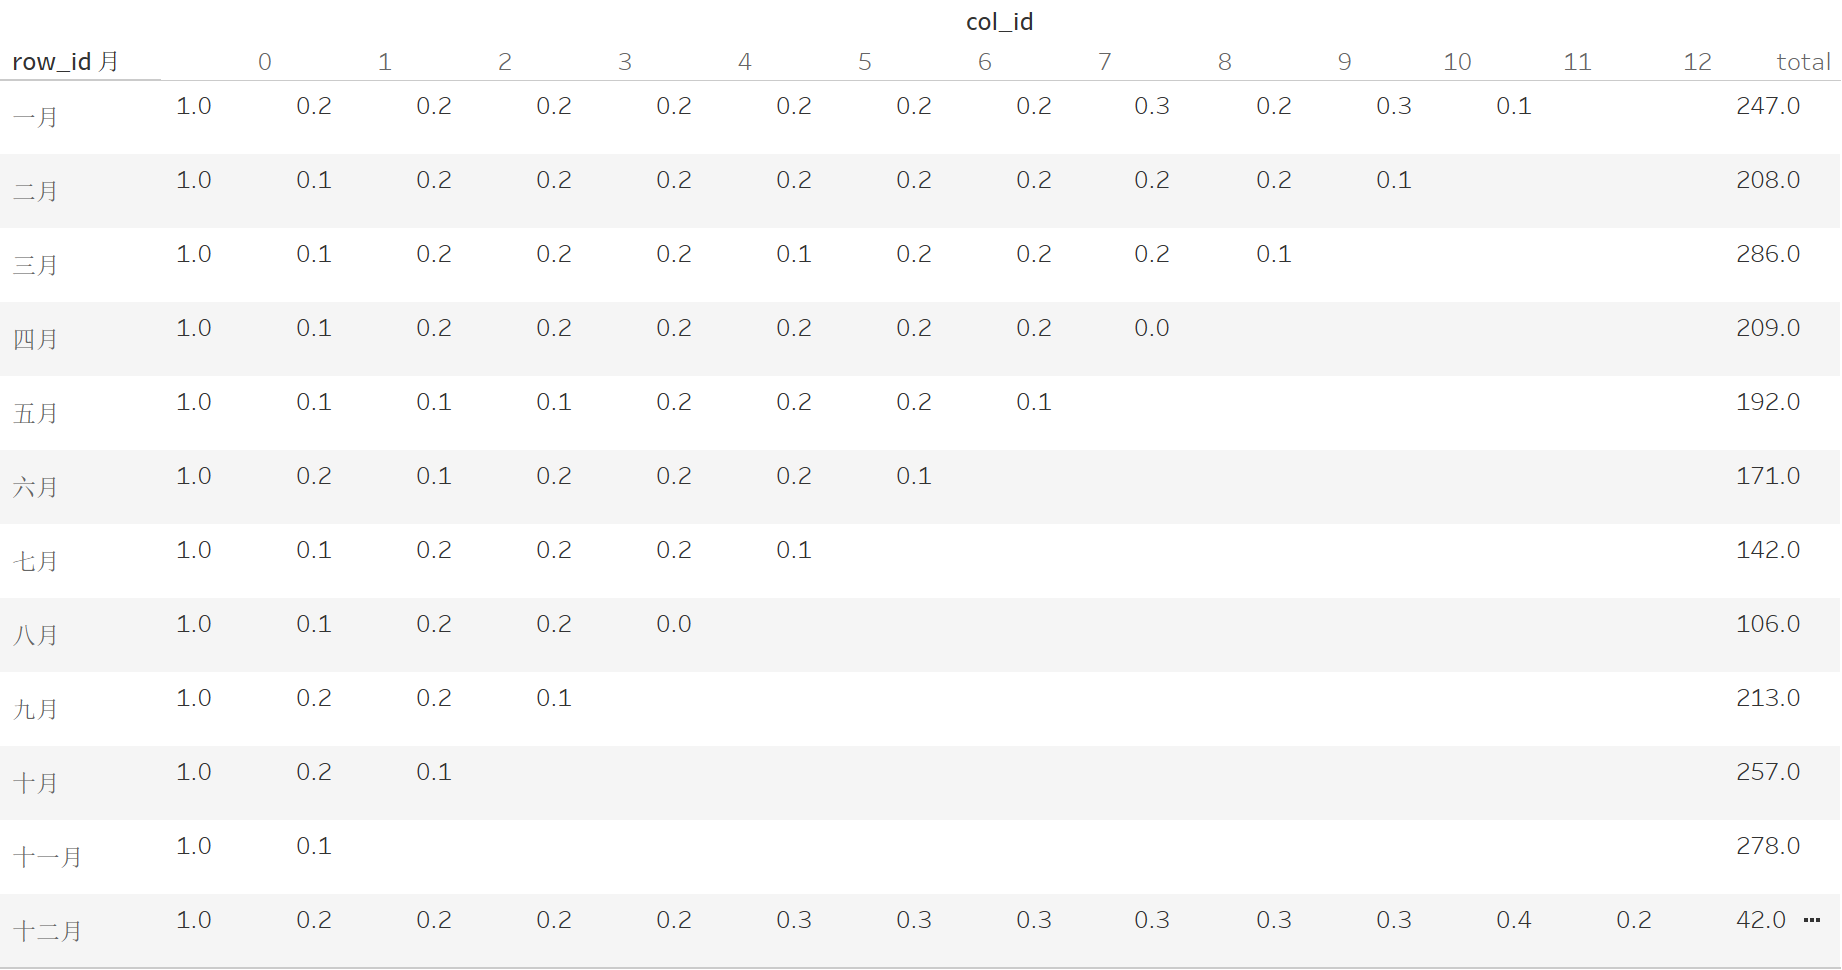 col_id
row_id 月 0 1 2 3 4 5 6 7 8 9 10 11 12 total
一月 1.0 0.2 0.2 0.2 0.2 0.2 0.2 0.2 0.3 0.2 0.3 0.1 247.0
二月 1.0 0.1 0.2 0.2 0.2 0.2 0.2 0.2 0.2 0.2 0.1 208.0
三月 1.0 0.1 0.2 0.2 0.2 0.1 0.2 0.2 0.2 0.1 286.0
四月 1.0 0.1 0.2 0.2 0.2 0.2 0.2 0.2 0.0 209.0
五月 1.0 0.1 0.1 0.1 0.2 0.2 0.2 0.1 192.0
六月 1.0 0.2 0.1 0.2 0.2 0.2 0.1 171.0
七月 1.0 0.1 0.2 0.2 0.2 0.1 142.0
八月 1.0 0.1 0.2 0.2 0.0 106.0
九月 1.0 0.2 0.2 0.1 213.0
十月 1.0 0.2 0.1 257.0
十一月 1.0 0.1 278.0
十二月 1.0 0.2 0.2 0.2 0.2 0.3 0.3 0.3 0.3 0.3 0.3 0.4 0.2 42.0 ...